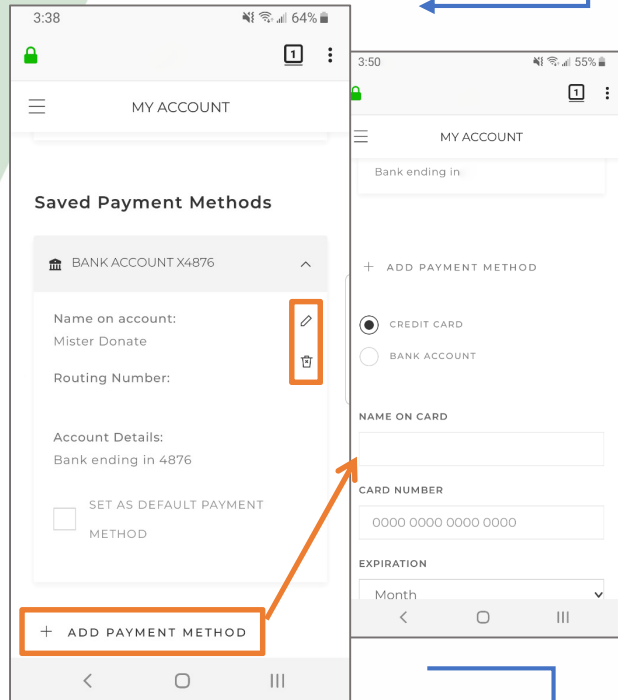 3:38
64%
1
MY ACCOUNT
Saved Payment Methods
BANK ACCOUNT X4876
Name on account:
Mister Donate
Routing Number:
Account Details:
Bank ending in 4876
SET AS DEFAULT PAYMENT
METHOD
+ ADD PAYMENT METHOD
3:50
55%
1
MY ACCOUNT
Bank ending in
+ ADD PAYMENT METHOD
CREDIT CARD
BANK ACCOUNT
NAME ON CARD
CARD NUMBER
0000 0000 0000 0000
EXPIRATION
Month